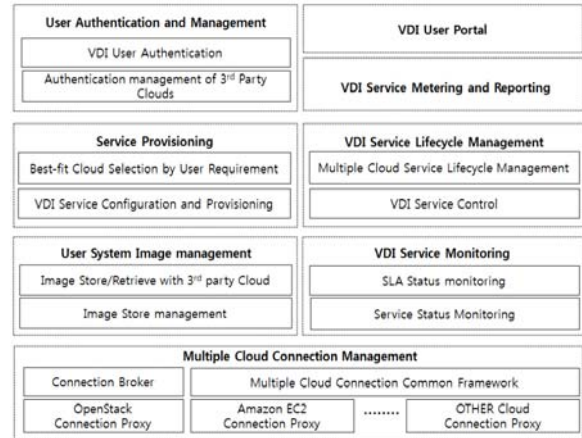 User Authentication and Management
VDI User Authentication
Authentication management of 3rd Party
Clouds
VDI User Portal
VDI Service Metering and Reporting
Service Provisioning
Best-fit Cloud Selection by User Requirement
VDI Service Configuration and Provisioning
VDI Service Lifecycle Management
Multiple Cloud Service Lifecycle Management
VDI Service Control
User System Image management
Image Store/Retrieve with 3rd party Cloud
Image Store management
VDI Service Monitoring
SLA Status monitoring
Service Status Monitoring
Multiple Cloud Connection Management
Connection Broker
Multiple Cloud Connection Common Framework
OpenStack
Connection Proxy
Amazon EC2
Connection Proxy
........
OTHER Cloud
Connection Proxy